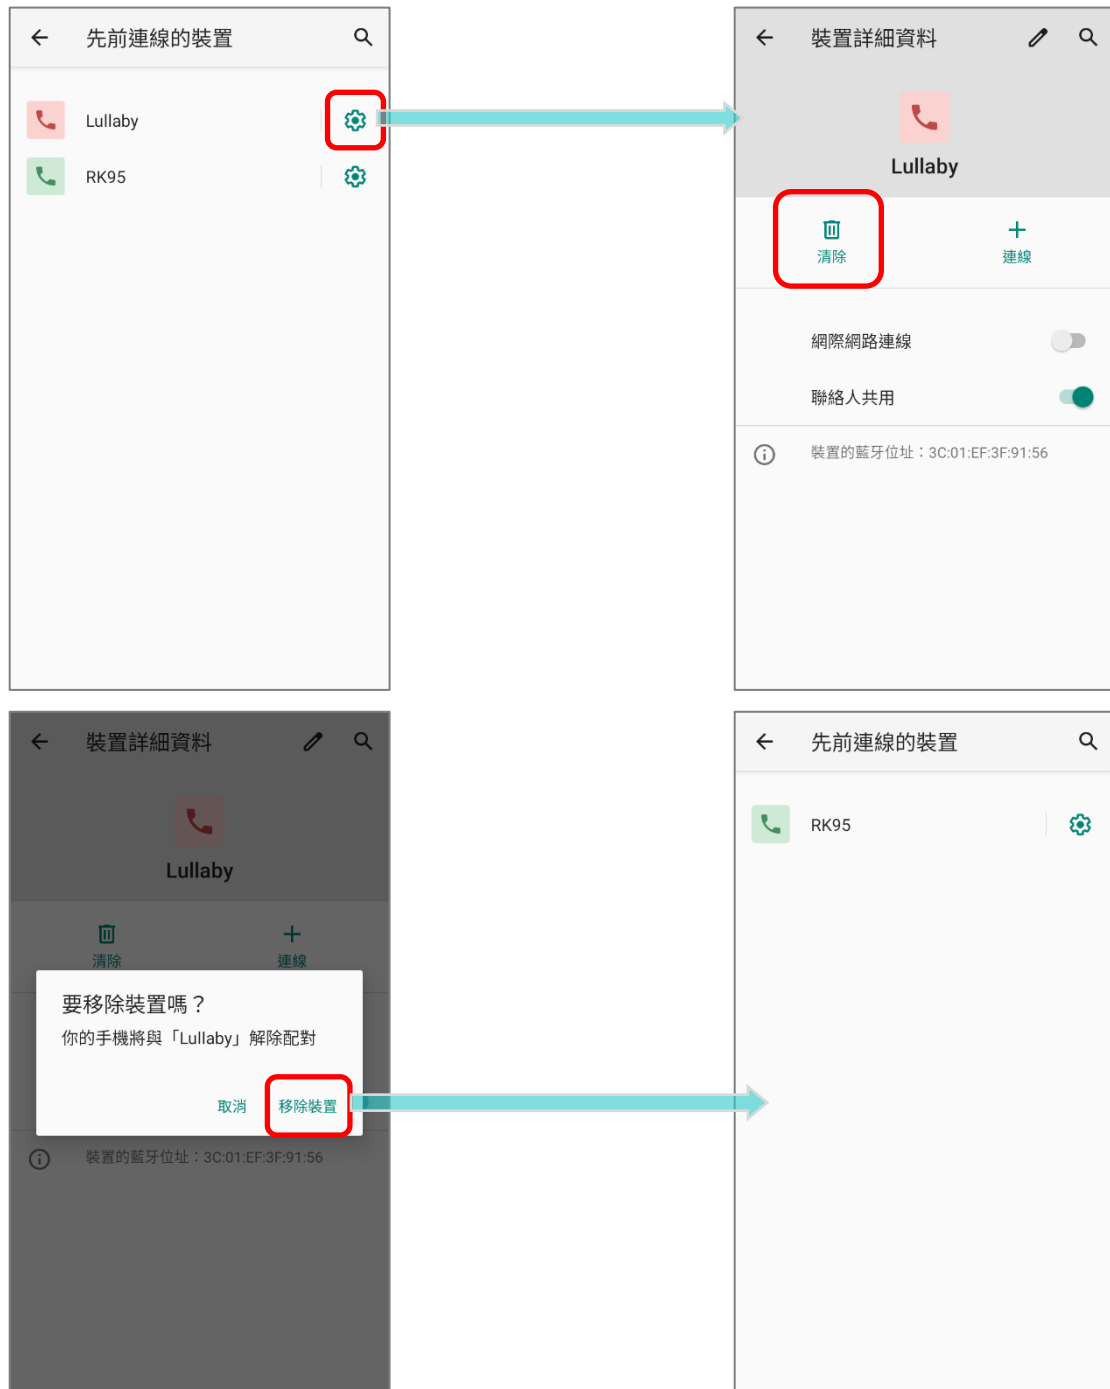 先前連線的裝置
Lullaby
RK95
裝置詳細資料
Lullaby
清除
連線
網際網路連線
聯絡人共用
裝置的藍牙位址：3C:01:EF:3F:91:56
裝置詳細資料
Lullaby
清除
連線
要移除裝置嗎？
你的手機將與「Lullaby」解除配對
取消
移除裝置
裝置的藍牙位址：3C:01:EF:3F:91:56
先前連線的裝置
RK95